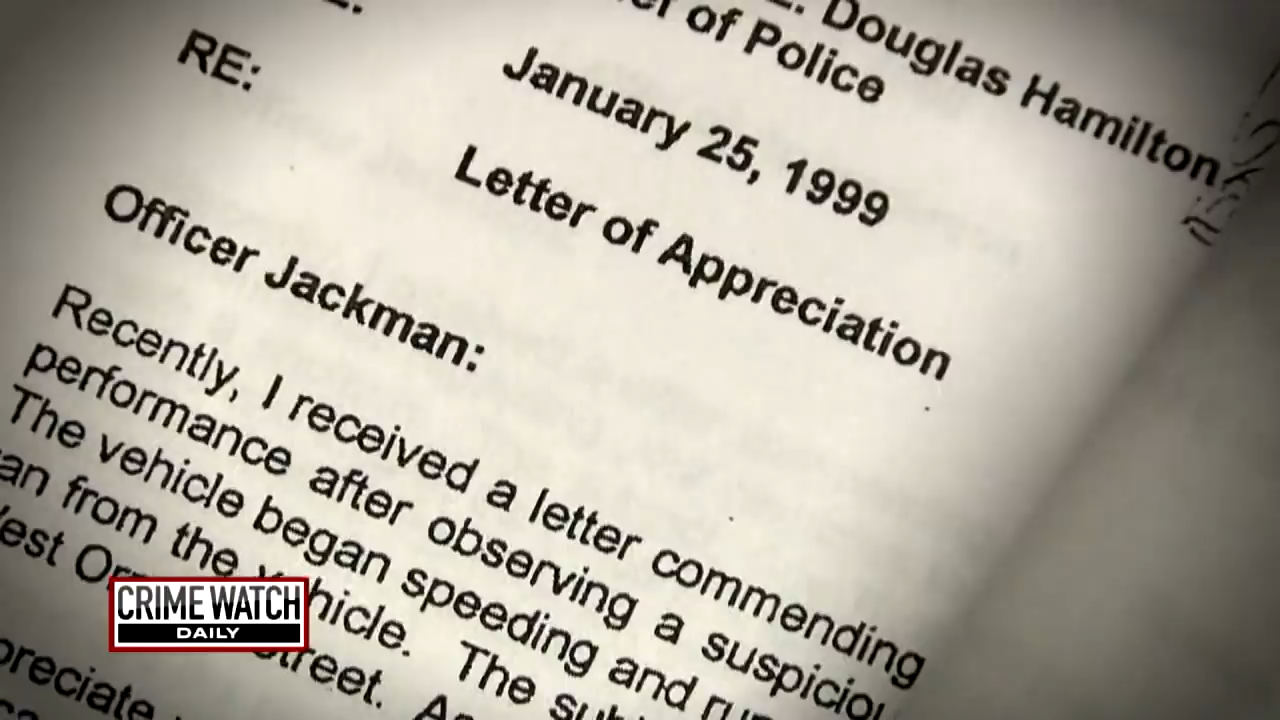 Douglas Hamilton
of Police
RE:
January 25, 1999
Letter of Appreciation
Officer Jackman:
Recently, I received a letter commending
performance after observing a
The vehicle began speeding and
from the vehicle. The
Street.
CRIME WATCH
DAILY